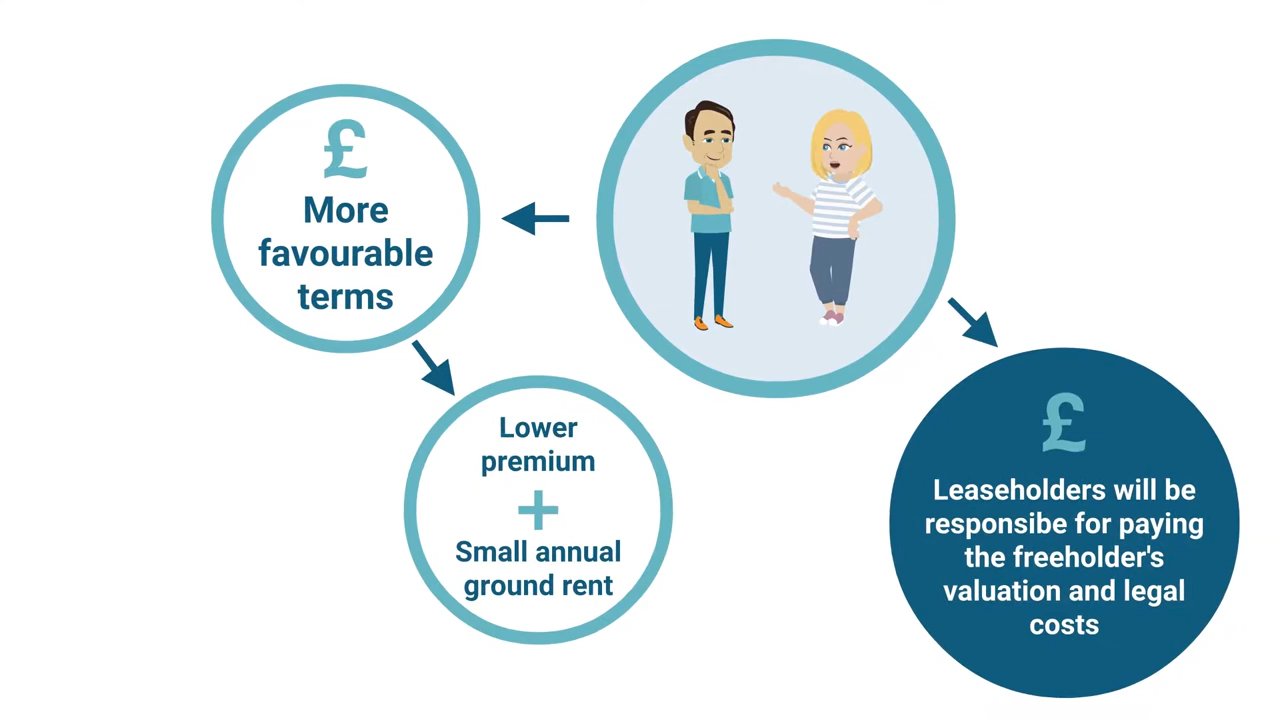 £
More
favourable
terms
Lower
premium
+
Small annual
ground rent
£
Leaseholders will be
responsibe for paying
the freeholder's
valuation and legal
costs